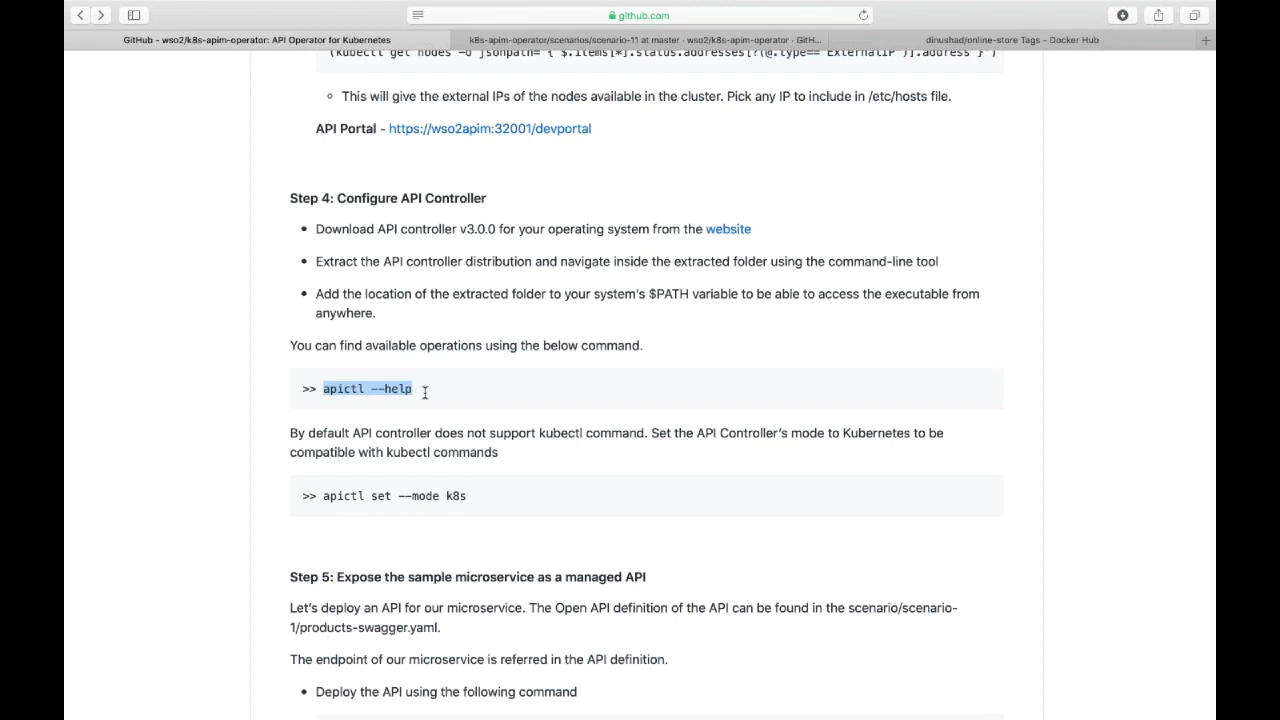 github.com
GitHub - wso2/k8s-apim-operator: API Operator for Kubernetes
k8s-apim-operator/scenarios/scenario-11 at master · wso2/k8s-apim-operator · GitH...
dinushad/online-store Tags - Docker Hub
(kubectl get nodes -o jsonpath='{ $.items[*].status.addresses[?(@.type=="ExternalIP")].address }')
This will give the external IPs of the nodes available in the cluster. Pick any IP to include in /etc/hosts file.
API Portal - https://wso2apim:32001/devportal
Step 4: Configure API Controller
• Download API controller v3.0.0 for your operating system from the website
• Extract the API controller distribution and navigate inside the extracted folder using the command-line tool
• Add the location of the extracted folder to your system's $PATH variable to be able to access the executable from
anywhere.
You can find available operations using the below command.
>> apictl --help
By default API controller does not support kubectl command. Set the API Controller's mode to Kubernetes to be
compatible with kubectl commands
>> apictl set --mode k8s
Step 5: Expose the sample microservice as a managed API
Let's deploy an API for our microservice. The Open API definition of the API can be found in the scenario/scenario-
1/products-swagger.yaml.
The endpoint of our microservice is referred in the API definition.
• Deploy the API using the following command